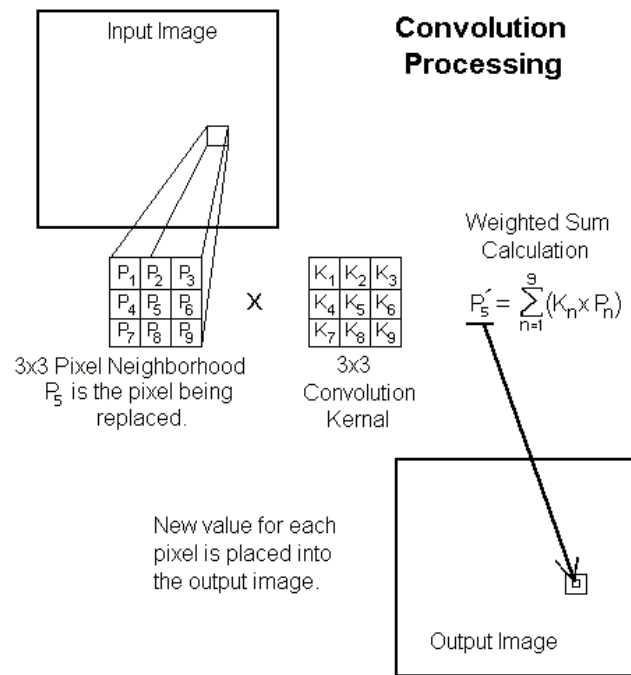 Input Image
Convolution
Processing
Weighted Sum
Calculation
P₁ P₂ P₃
P₄ P₅ P₆
P₇ P₈ P₉
X
K₁ K₂ K₃
K₄ K₅ K₆
K₇ K₈ K₉
P₅′ = ∑ₙ₌₁⁹ (Kₙ x Pₙ)
3x3 Pixel Neighborhood
P₅ is the pixel being
replaced.
3x3
Convolution
Kernal
New value for each
pixel is placed into
the output image.
Output Image